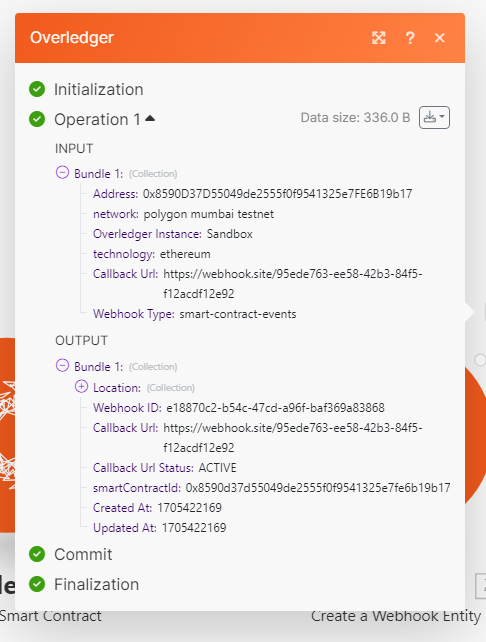 Overledger
?
Initialization
Operation 1
Data size: 336.0 B
INPUT
Bundle 1: (Collection)
Address: 0x8590D37D55049de2555f0f9541325e7FE6B19b17
network: polygon mumbai testnet
Overledger Instance: Sandbox
technology: ethereum
Callback Url: https://webhook.site/95ede763-ee58-42b3-84f5-
f12acdf12e92
Webhook Type: smart-contract-events
OUTPUT
Bundle 1: (Collection)
Location: (Collection)
Webhook ID: e18870c2-b54c-47cd-a96f-baf369a83868
Callback Url: https://webhook.site/95ede763-ee58-42b3-84f5-
f12acdf12e92
Callback Url Status: ACTIVE
smartContractId: 0x8590d37d55049de2555f0f9541325e7fe6b19b17
Created At: 1705422169
Updated At: 1705422169
Commit
Finalization
Smart Contract
Create a Webhook Entity